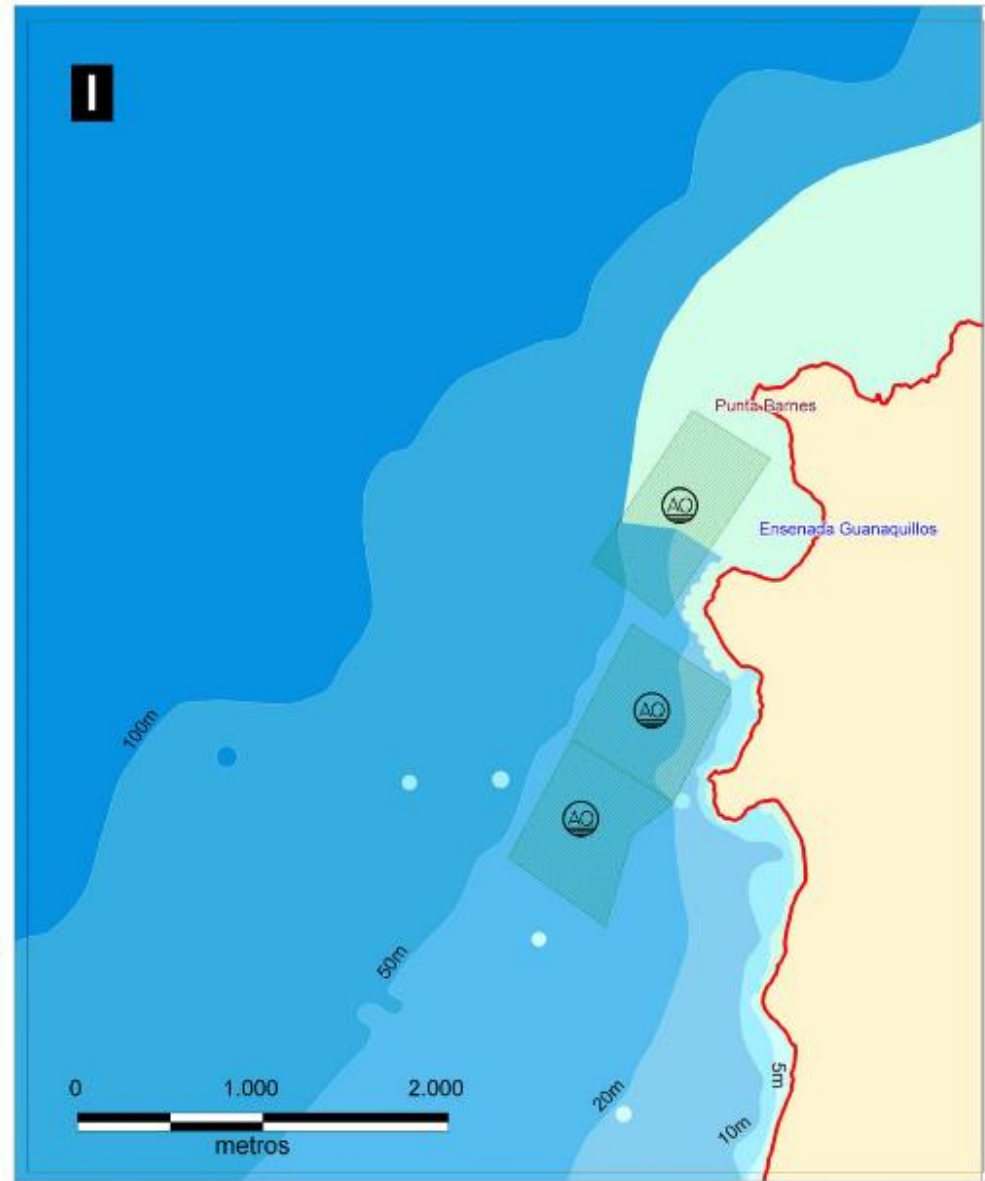 I
Punta Barnes
AQ
Ensenada Guanaquillos
AQ
100m
AQ
50m
5m
0 1.000 2.000
20m
10m
metros